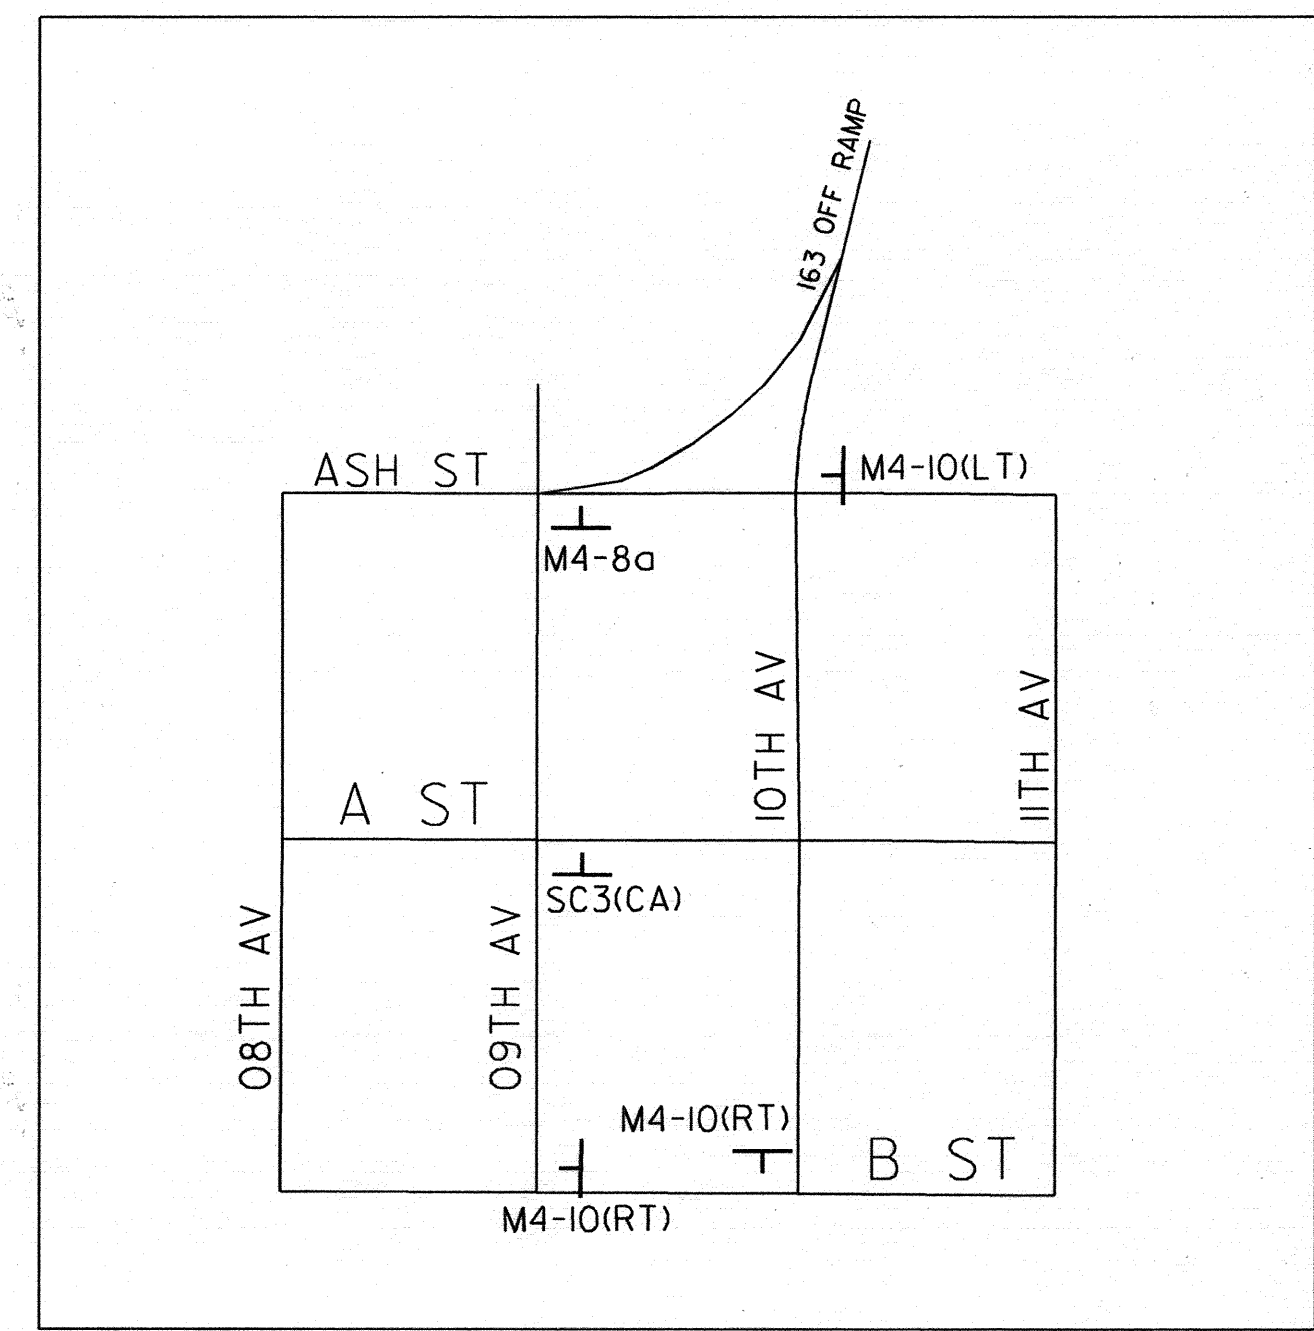 163 OFF RAMP
ASH ST
M4-10(LT)
M4-8a
10TH AV
11TH AV
A ST
SC3(CA)
08TH AV
09TH AV
M4-10(RT)
B ST
M4-10(RT)